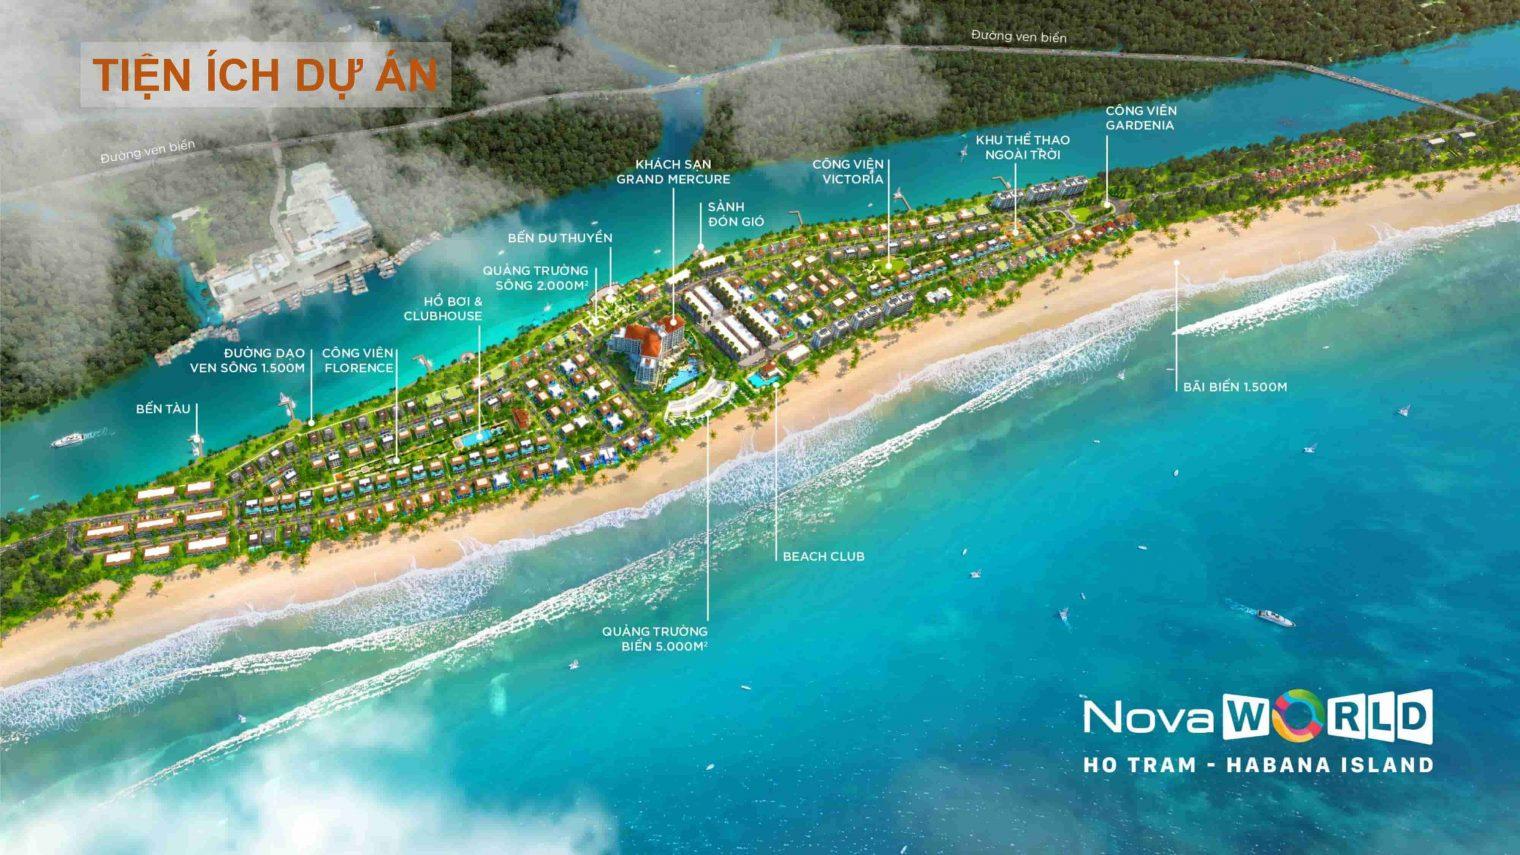 TIỆN ÍCH DỰ ÁN
Đường ven biển
Đường ven biển
CÔNG VIÊN
GARDENIA
KHU THỂ THAO
NGOÀI TRỜI
CÔNG VIÊN
VICTORIA
KHÁCH SẠN
GRAND MERCURE
SẢNH
ĐÓN GIÓ
BẾN DU THUYỀN
QUẢNG TRƯỜNG
SÔNG 2.000M²
HỒ BƠI &
CLUBHOUSE
ĐƯỜNG DẠO
VEN SÔNG 1.500M
CÔNG VIÊN
FLORENCE
BẾN TÀU
BÃI BIỂN 1.500M
BEACH CLUB
QUẢNG TRƯỜNG
BIỂN 5.000M²
Nova WORLD
HO TRAM - HABANA ISLAND